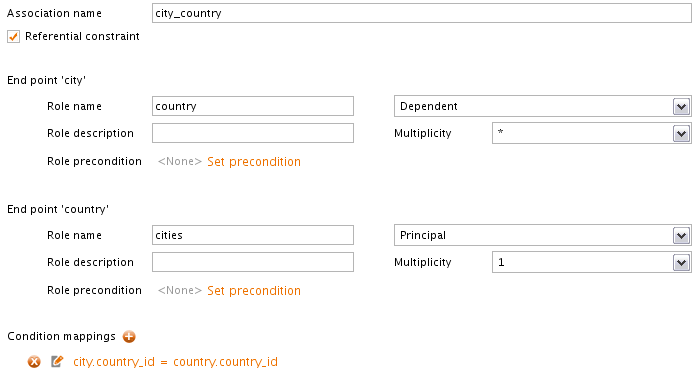 Association name city_country
Referential constraint
End point 'city'
Role name country Dependent
Role description Multiplicity *
Role precondition <None> Set precondition
End point 'country'
Role name cities Principal
Role description Multiplicity 1
Role precondition <None> Set precondition
Condition mappings
city.country_id = country.country_id